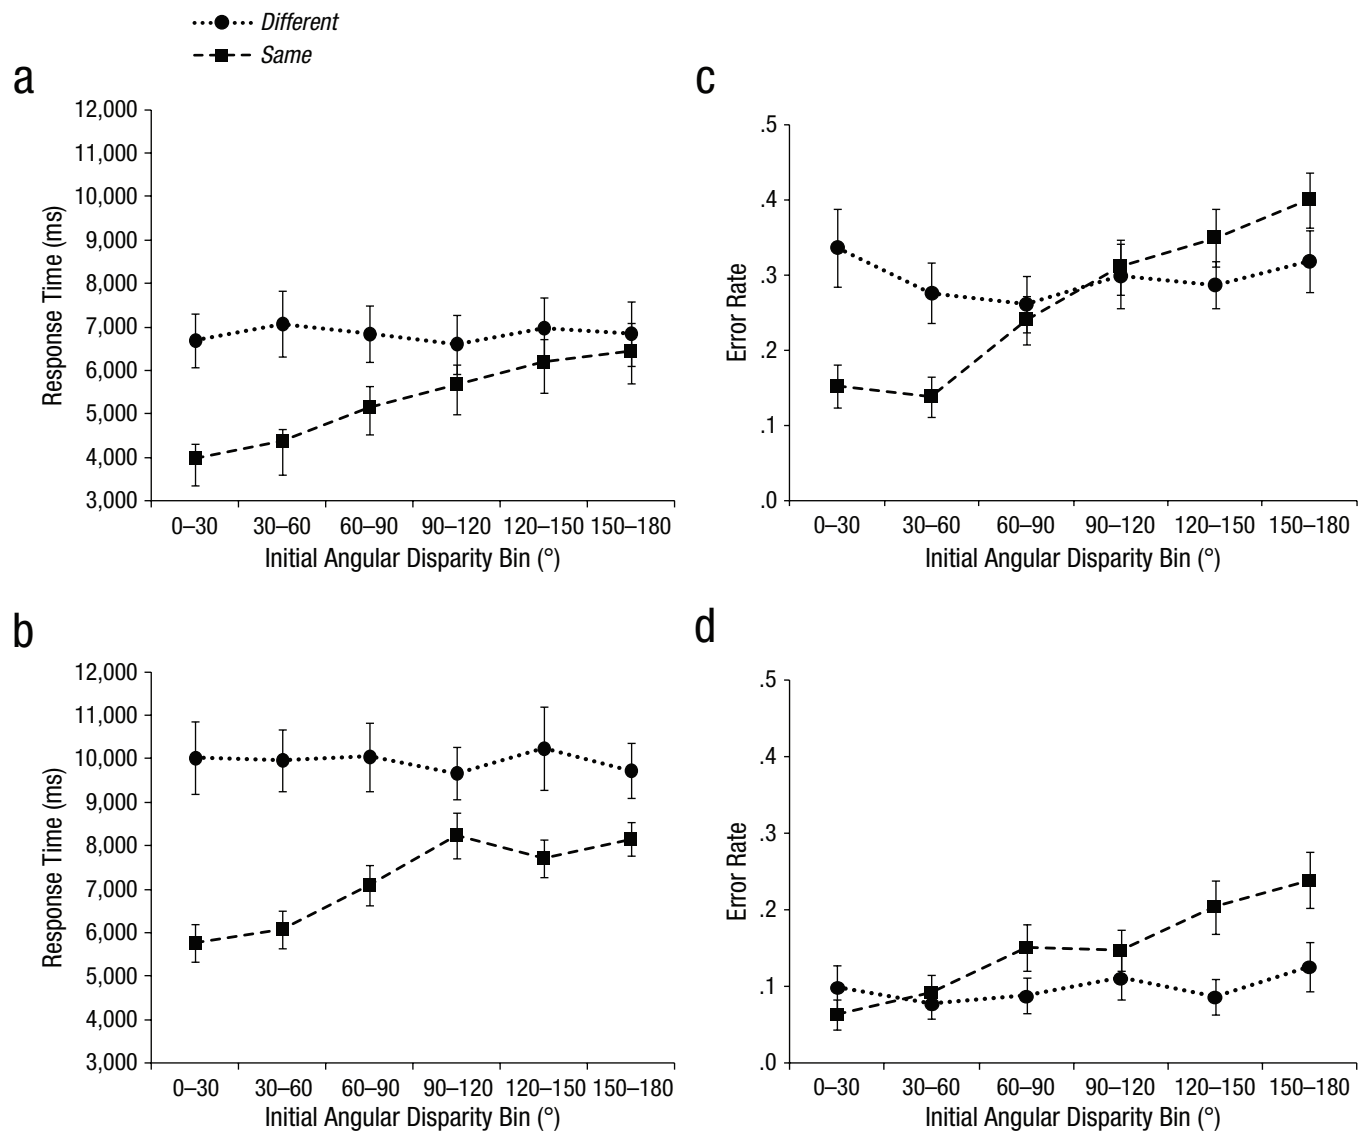 Different
Same
a
12,000
11,000
10,000
9,000
8,000
7,000
6,000
5,000
4,000
3,000
Response Time (ms)
0–30 30–60 60–90 90–120 120–150 150–180
Initial Angular Disparity Bin (°)
c
.5
.4
.3
.2
.1
.0
Error Rate
0–30 30–60 60–90 90–120 120–150 150–180
Initial Angular Disparity Bin (°)
b
12,000
11,000
10,000
9,000
8,000
7,000
6,000
5,000
4,000
3,000
Response Time (ms)
0–30 30–60 60–90 90–120 120–150 150–180
Initial Angular Disparity Bin (°)
d
.5
.4
.3
.2
.1
.0
Error Rate
0–30 30–60 60–90 90–120 120–150 150–180
Initial Angular Disparity Bin (°)